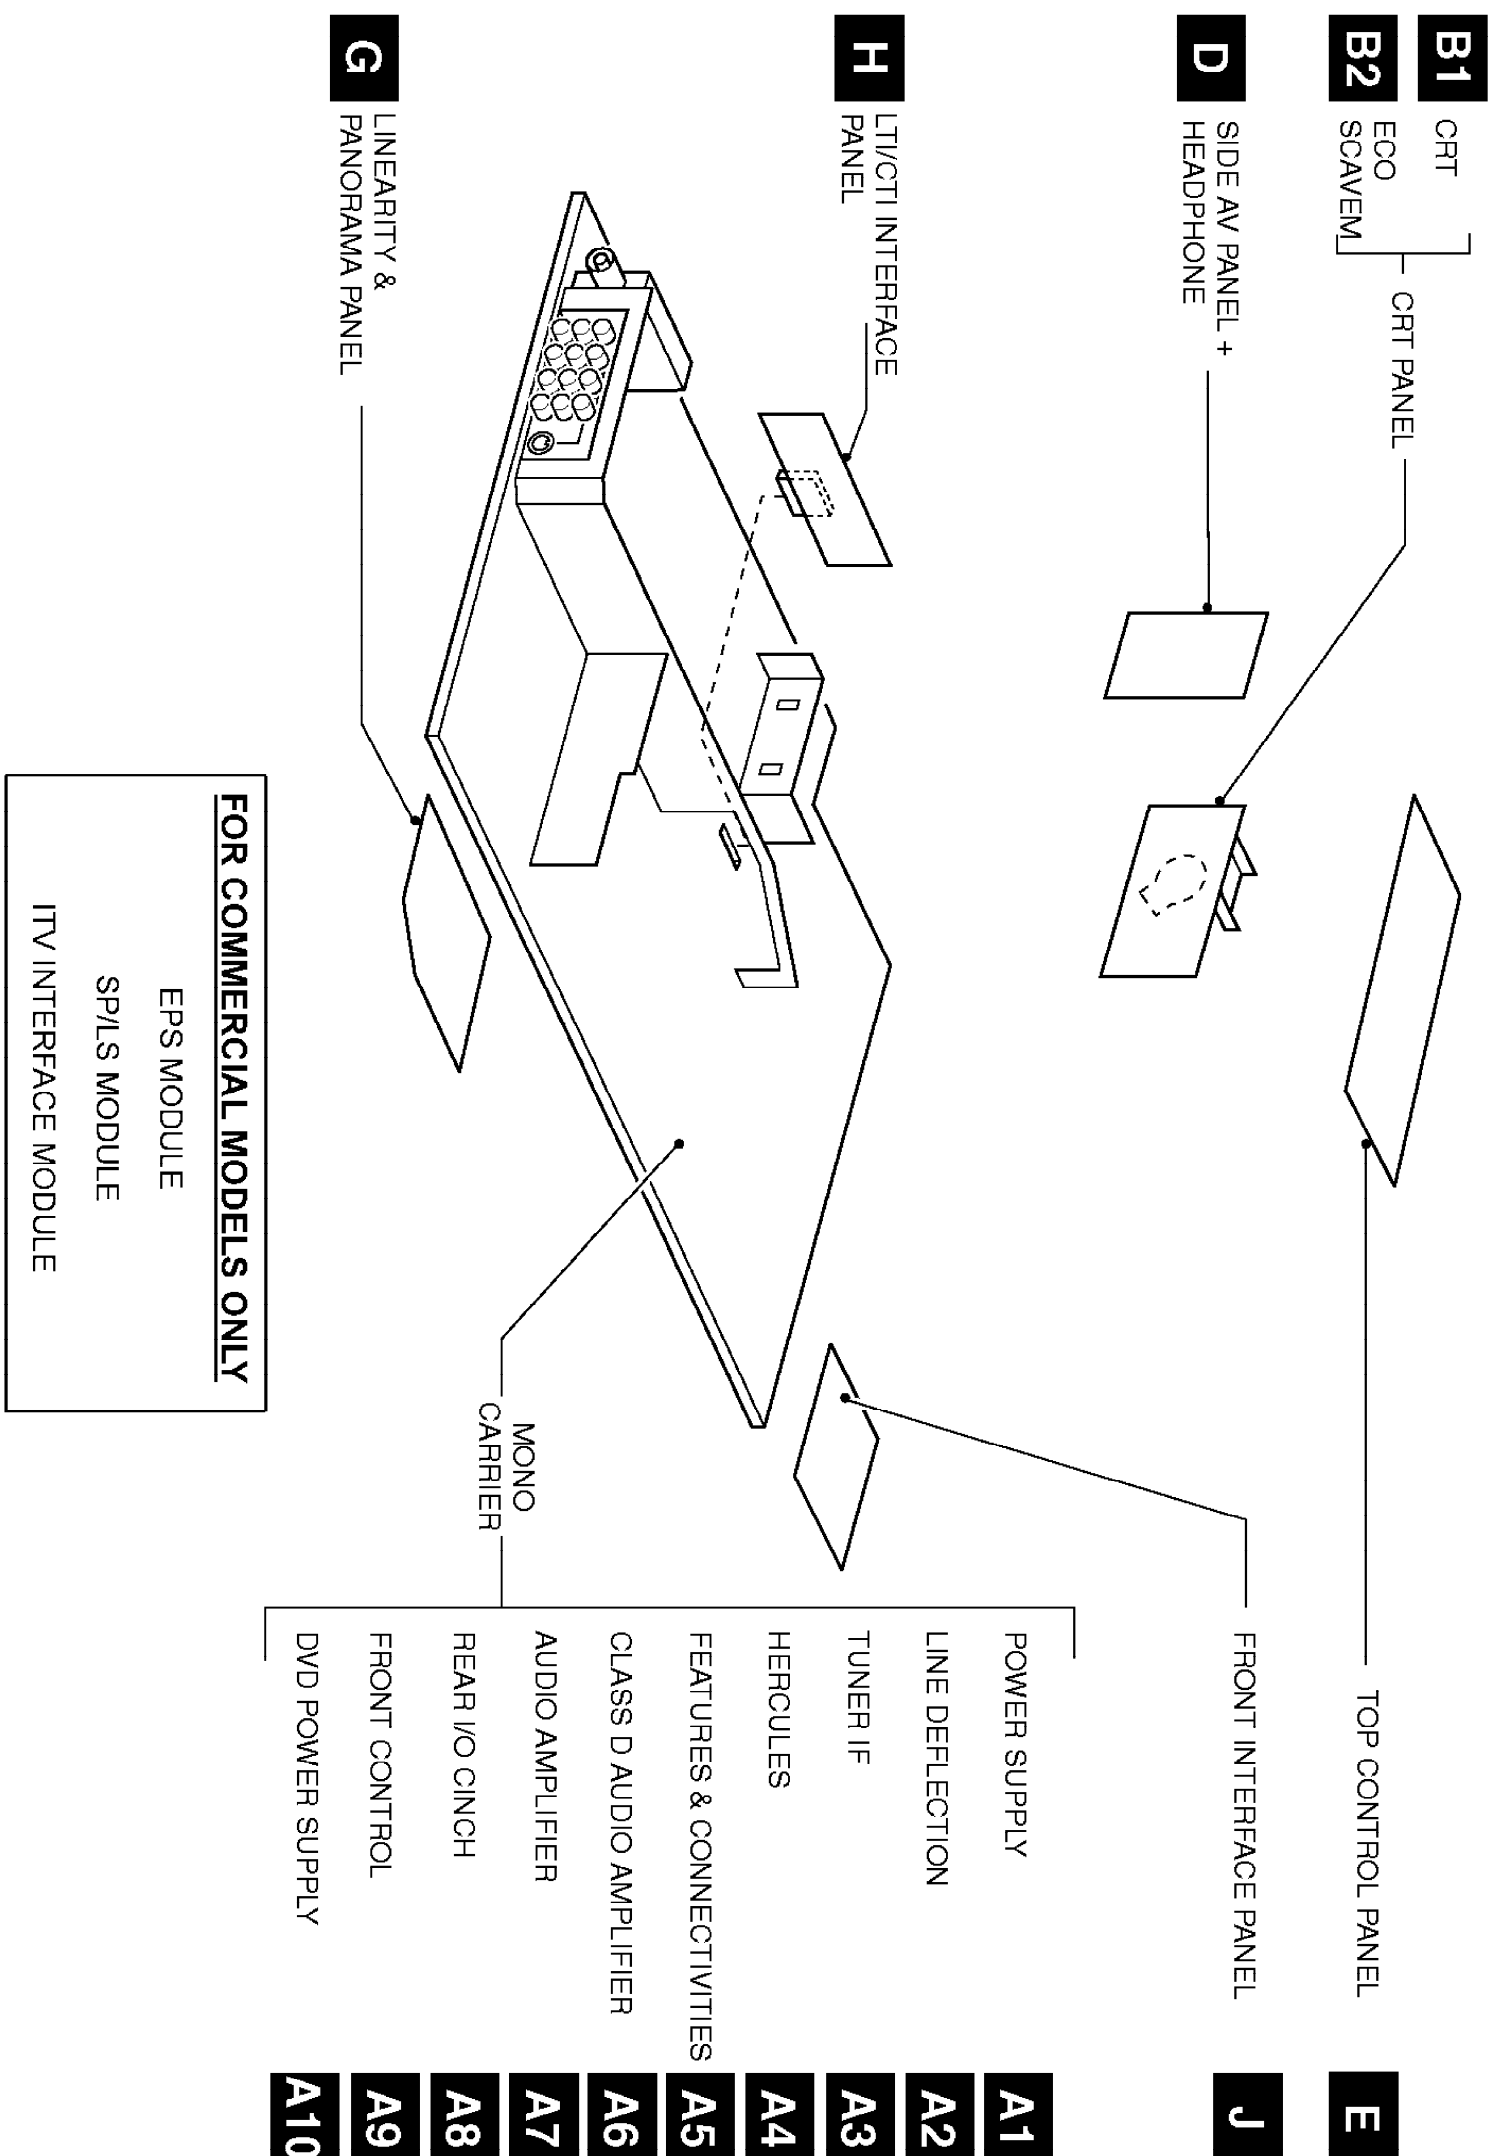 B1 CRT
B2 ECO
SCAVEM
CRT PANEL
D SIDE AV PANEL +
HEADPHONE
H LTI/CTI INTERFACE
PANEL
G LINEARITY &
PANORAMA PANEL
TOP CONTROL PANEL E
FRONT INTERFACE PANEL J
MONO
CARRIER
POWER SUPPLY A1
LINE DEFLECTION A2
TUNER IF A3
HERCULES A4
FEATURES & CONNECTIVITIES A5
CLASS D AUDIO AMPLIFIER A6
AUDIO AMPLIFIER A7
REAR I/O CINCH A8
FRONT CONTROL A9
DVD POWER SUPPLY A10
FOR COMMERCIAL MODELS ONLY
EPS MODULE
SP/LS MODULE
ITV INTERFACE MODULE